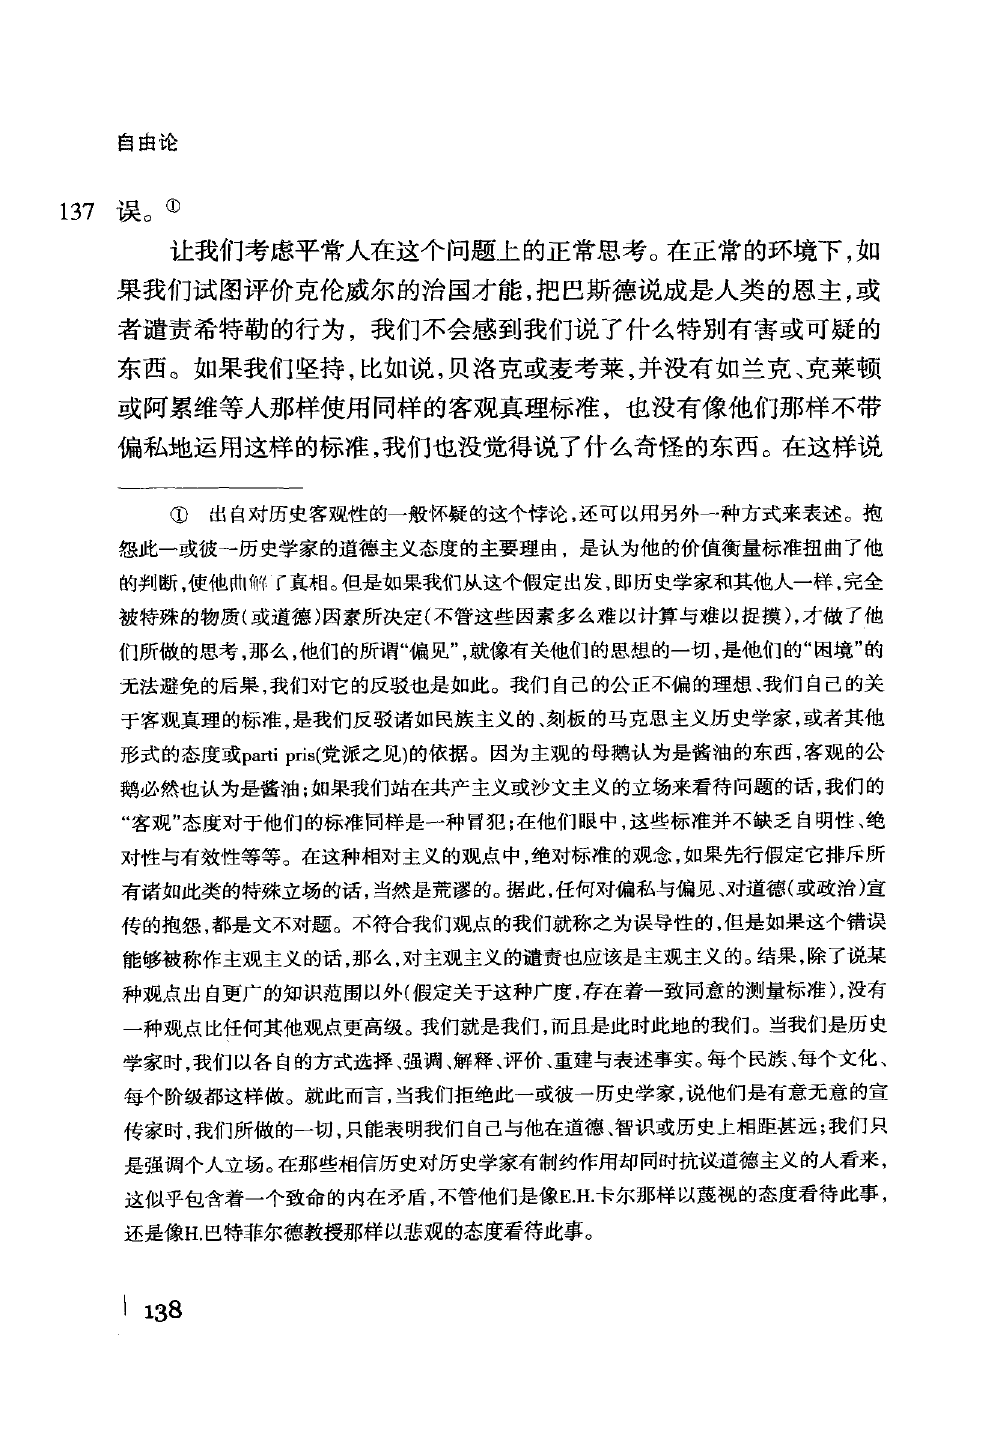 自由论
137 误。①
让我们考虑平常人在这个问题上的正常思考。在正常的环境下,如
果我们试图评价克伦威尔的治国才能,把巴斯德说成是人类的恩主,或
者谴责希特勒的行为, 我们不会感到我们说了什么特别有害或可疑的
东西。如果我们坚持,比如说,贝洛克或麦考莱,并没有如兰克、克莱顿
或阿累维等人那样使用同样的客观真理标准, 也没有像他们那样不带
偏私地运用这样的标准,我们也没觉得说了什么奇怪的东西。在这样说
① 出自对历史客观性的一般怀疑的这个悖论,还可以用另外一种方式来表述。抱
怨此一或彼一历史学家的道德主义态度的主要理由, 是认为他的价值衡量标准扭曲了他
的判断,使他曲解了真相。但是如果我们从这个假定出发,即历史学家和其他人一样,完全
被特殊的物质(或道德)因素所决定(不管这些因素多么难以计算与难以捉摸),才做了他
们所做的思考,那么,他们的所谓“偏见”,就像有关他们的思想的一切,是他们的“困境”的
无法避免的后果,我们对它的反驳也是如此。我们自己的公正不偏的理想、我们自己的关
于客观真理的标准,是我们反驳诸如民族主义的、刻板的马克思主义历史学家,或者其他
形式的态度或parti pris(党派之见)的依据。因为主观的母鹅认为是酱油的东西,客观的公
鹅必然也认为是酱油;如果我们站在共产主义或沙文主义的立场来看待问题的话,我们的
“客观”态度对于他们的标准同样是一种冒犯;在他们眼中,这些标准并不缺乏自明性、绝
对性与有效性等等。在这种相对主义的观点中,绝对标准的观念,如果先行假定它排斥所
有诸如此类的特殊立场的话,当然是荒谬的。据此,任何对偏私与偏见、对道德(或政治)宣
传的抱怨,都是文不对题。不符合我们观点的我们就称之为误导性的,但是如果这个错误
能够被称作主观主义的话,那么,对主观主义的谴责也应该是主观主义的。结果,除了说某
种观点出自更广的知识范围以外(假定关于这种广度,存在着一致同意的测量标准),没有
一种观点比任何其他观点更高级。我们就是我们,而且是此时此地的我们。当我们是历史
学家时,我们以各自的方式选择、强调、解释、评价、重建与表述事实。每个民族、每个文化、
每个阶级都这样做。就此而言,当我们拒绝此一或彼一历史学家,说他们是有意无意的宣
传家时,我们所做的一切,只能表明我们自己与他在道德、智识或历史上相距甚远;我们只
是强调个人立场。在那些相信历史对历史学家有制约作用却同时抗议道德主义的人看来,
这似乎包含着一个致命的内在矛盾,不管他们是像E.H.卡尔那样以蔑视的态度看待此事,
还是像H.巴特菲尔德教授那样以悲观的态度看待此事。
138